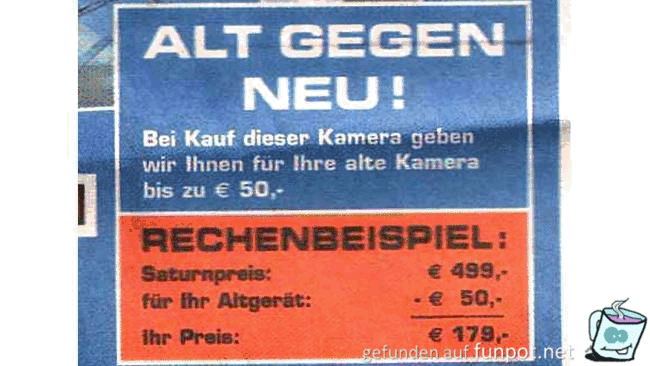 ALT GEGEN
NEU!
Bei Kauf dieser Kamera geben
wir Ihnen für Ihre alte Kamera
bis zu € 50,-
RECHENBEISPIEL:
Saturnpreis: € 499,-
für Ihr Altgerät: - € 50,-
Ihr Preis: € 179,-
gefunden auf funpot.net